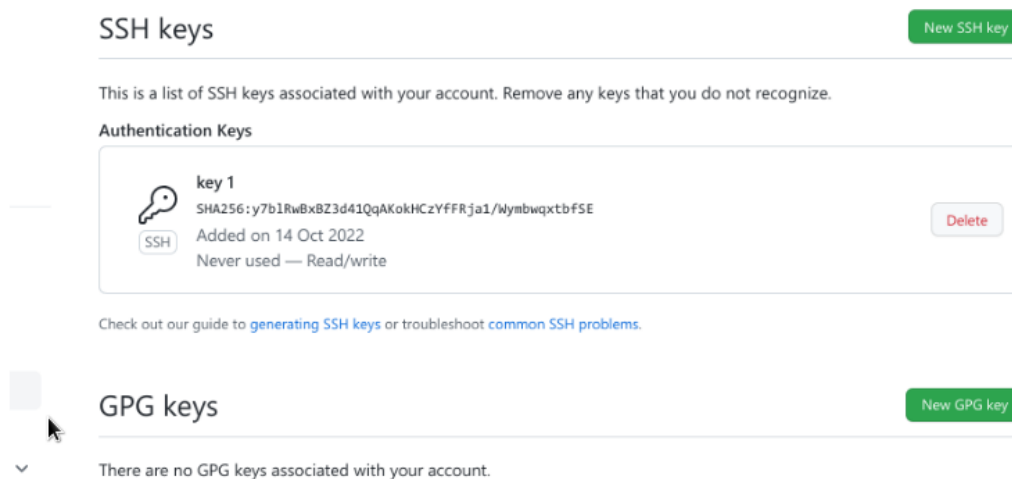 SSH keys
New SSH key
This is a list of SSH keys associated with your account. Remove any keys that you do not recognize.
Authentication Keys
key 1
SHA256:y7blRwBxBZ3d41QqAKokHCzYfFRja1/WymbwqxtbfSE
SSH
Added on 14 Oct 2022
Never used — Read/write
Delete
Check out our guide to generating SSH keys or troubleshoot common SSH problems.
GPG keys
New GPG key
There are no GPG keys associated with your account.